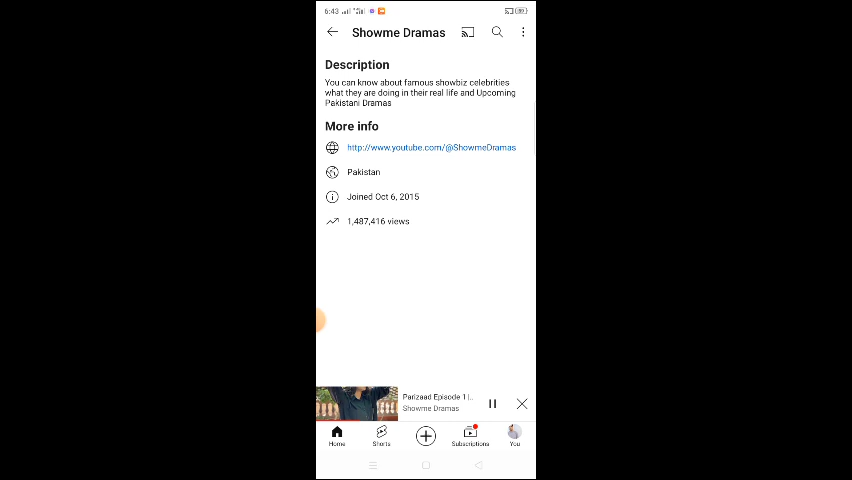 6:43
Showme Dramas
Description
You can know about famous showbiz celebrities
what they are doing in their real life and Upcoming
Pakistani Dramas
More info
http://www.youtube.com/@ShowmeDramas
Pakistan
Joined Oct 6, 2015
1,487,416 views
Parizaad Episode 1 |..
Showme Dramas
Home
Shorts
Subscriptions
You